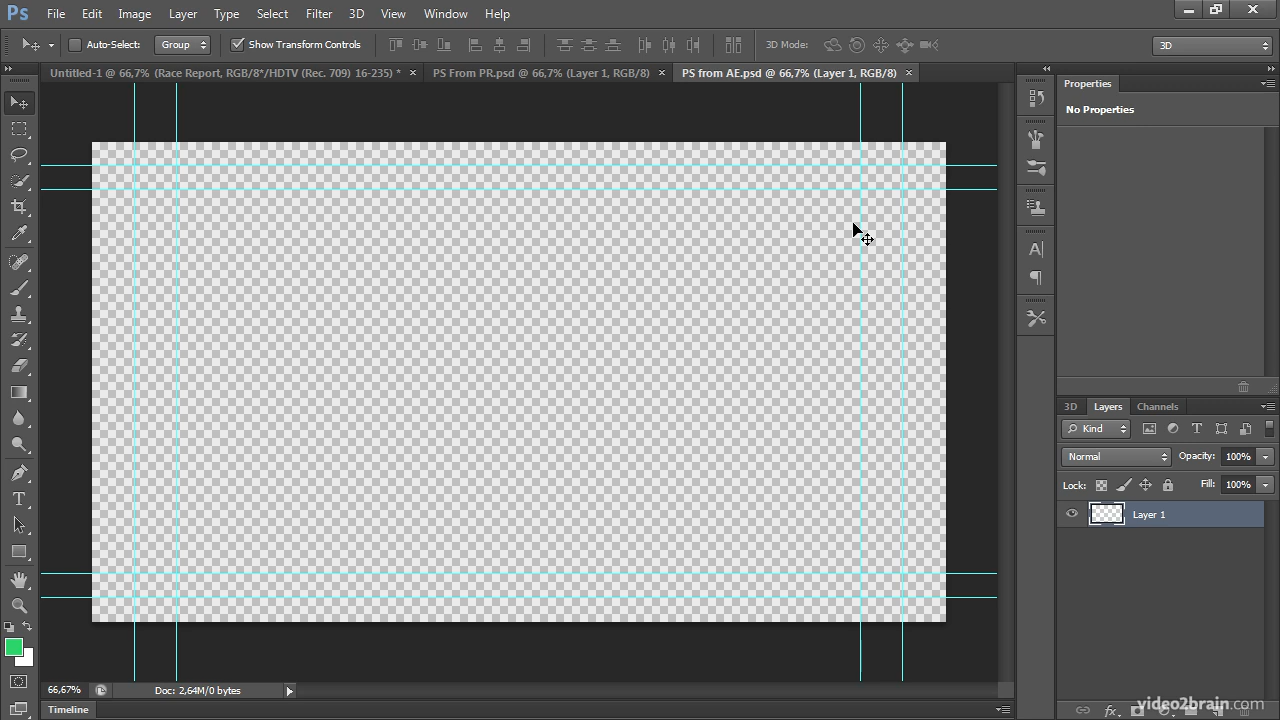 Ps File Edit Image Layer Type Select Filter 3D View Window Help
Auto-Select: Group Show Transform Controls 3D Mode: 3D
Untitled-1 @ 66,7% (Race Report, RGB/8*/HDTV (Rec. 709) 16-235) * × PS From PR.psd @ 66,7% (Layer 1, RGB/8) × PS from AE.psd @ 66,7% (Layer 1, RGB/8) ×
Properties
No Properties
3D Layers Channels
Kind
Normal Opacity: 100%
Lock: Fill: 100%
Layer 1
66,67% Doc: 2,64M/0 bytes
Timeline
fx
video2brain.com